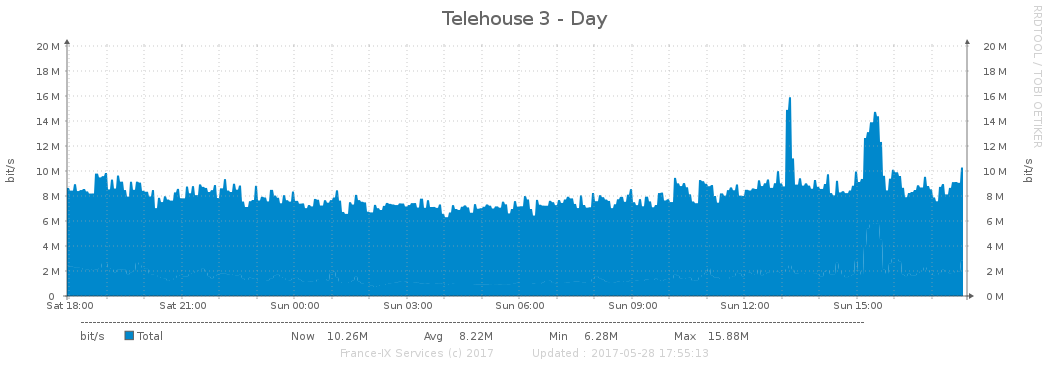 Telehouse 3 - Day
RRDTOOL / TOBI OETIKER
bit/s
bit/s
20 M 20 M
18 M 18 M
16 M 16 M
14 M 14 M
12 M 12 M
10 M 10 M
8 M 8 M
6 M 6 M
4 M 4 M
2 M 2 M
0 0 M
Sat 18:00 Sat 21:00 Sun 00:00 Sun 03:00 Sun 06:00 Sun 09:00 Sun 12:00 Sun 15:00
bit/s Total Now 10.26M Avg 8.22M Min 6.28M Max 15.88M
France-IX Services (c) 2017 Updated : 2017-05-28 17:55:13